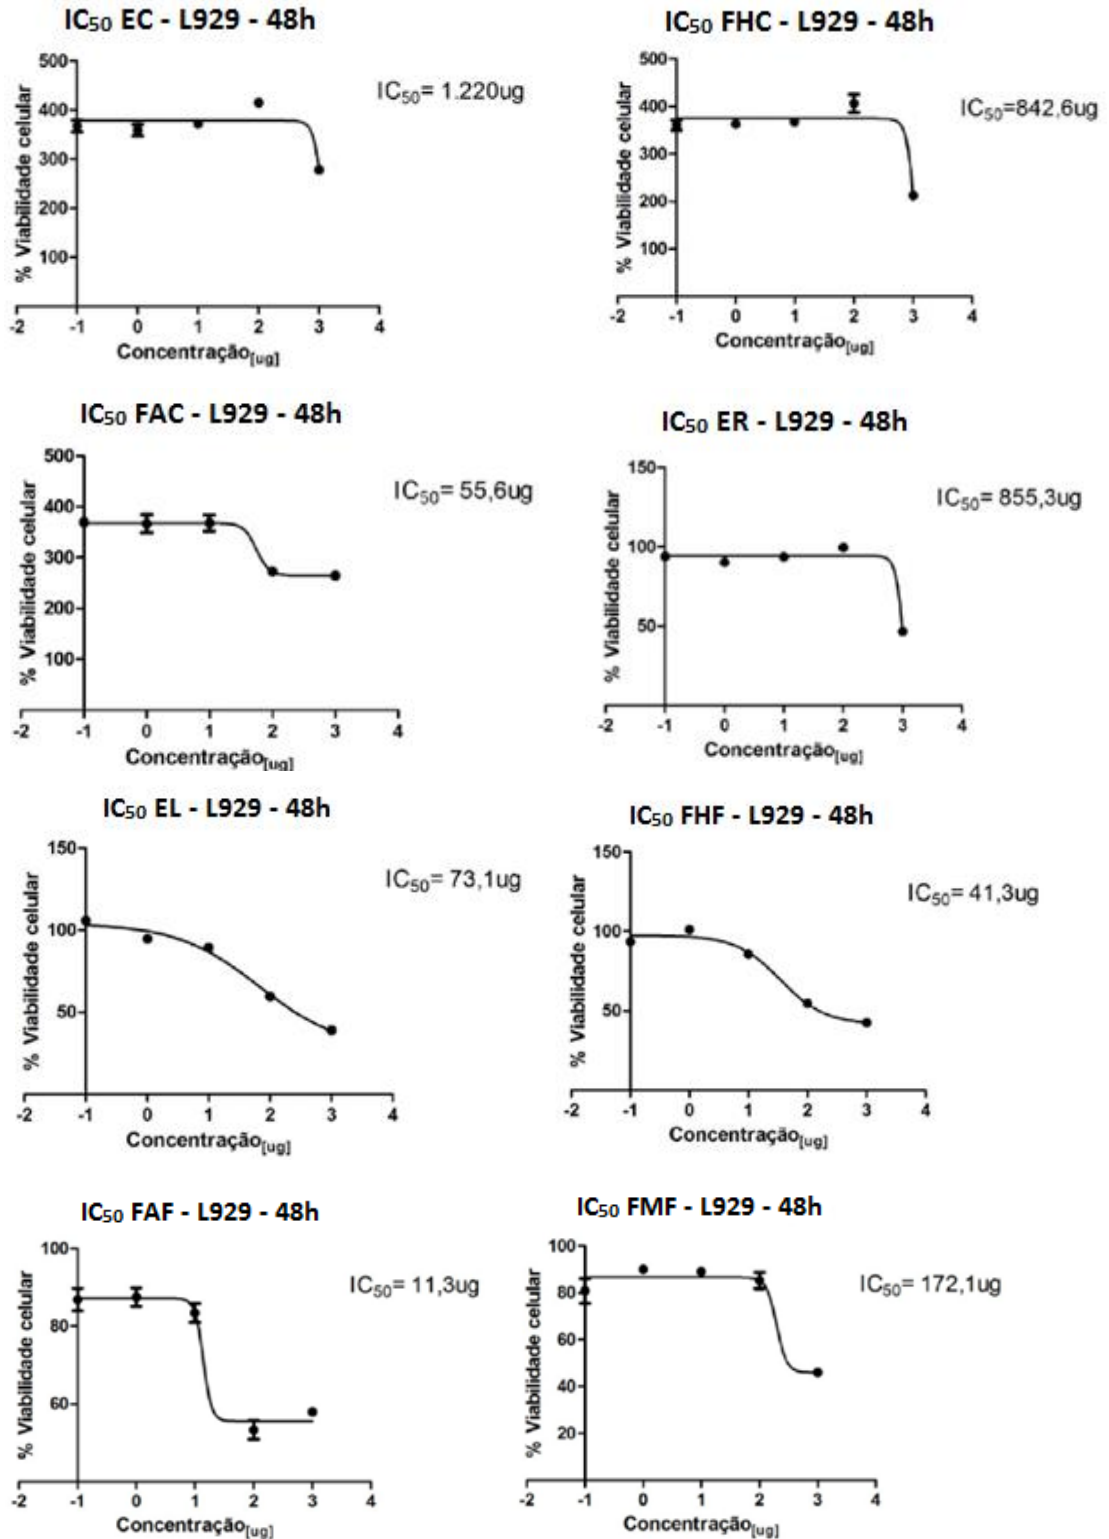 IC50 EC - L929 - 48h
IC50= 1.220ug
% Viabilidade celular
500
400
300
200
100
-2 -1 0 1 2 3 4
Concentração[ug]
IC50 FHC - L929 - 48h
IC50=842,6ug
% Viabilidade celular
500
400
300
200
100
-2 -1 0 1 2 3 4
Concentração[ug]
IC50 FAC - L929 - 48h
IC50= 55,6ug
% Viabilidade celular
500
400
300
200
100
-2 -1 0 1 2 3 4
Concentração[ug]
IC50 ER - L929 - 48h
IC50= 855,3ug
% Viabilidade celular
150
100
50
-2 -1 0 1 2 3 4
Concentração[ug]
IC50 EL - L929 - 48h
IC50= 73,1ug
% Viabilidade celular
150
100
50
-2 -1 0 1 2 3 4
Concentração[ug]
IC50 FHF - L929 - 48h
IC50= 41,3ug
% Viabilidade celular
150
100
50
-2 -1 0 1 2 3 4
Concentração[ug]
IC50 FAF - L929 - 48h
IC50= 11,3ug
% Viabilidade celular
100
80
60
-2 -1 0 1 2 3 4
Concentração[ug]
IC50 FMF - L929 - 48h
IC50= 172,1ug
% Viabilidade celular
100
80
60
40
20
-2 -1 0 1 2 3 4
Concentração[ug]